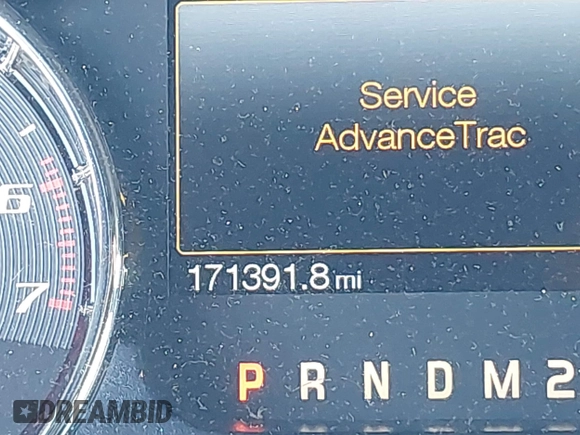 Service
AdvanceTrac
6
7
171391.8 mi
P R N D M 2
DREAMBID